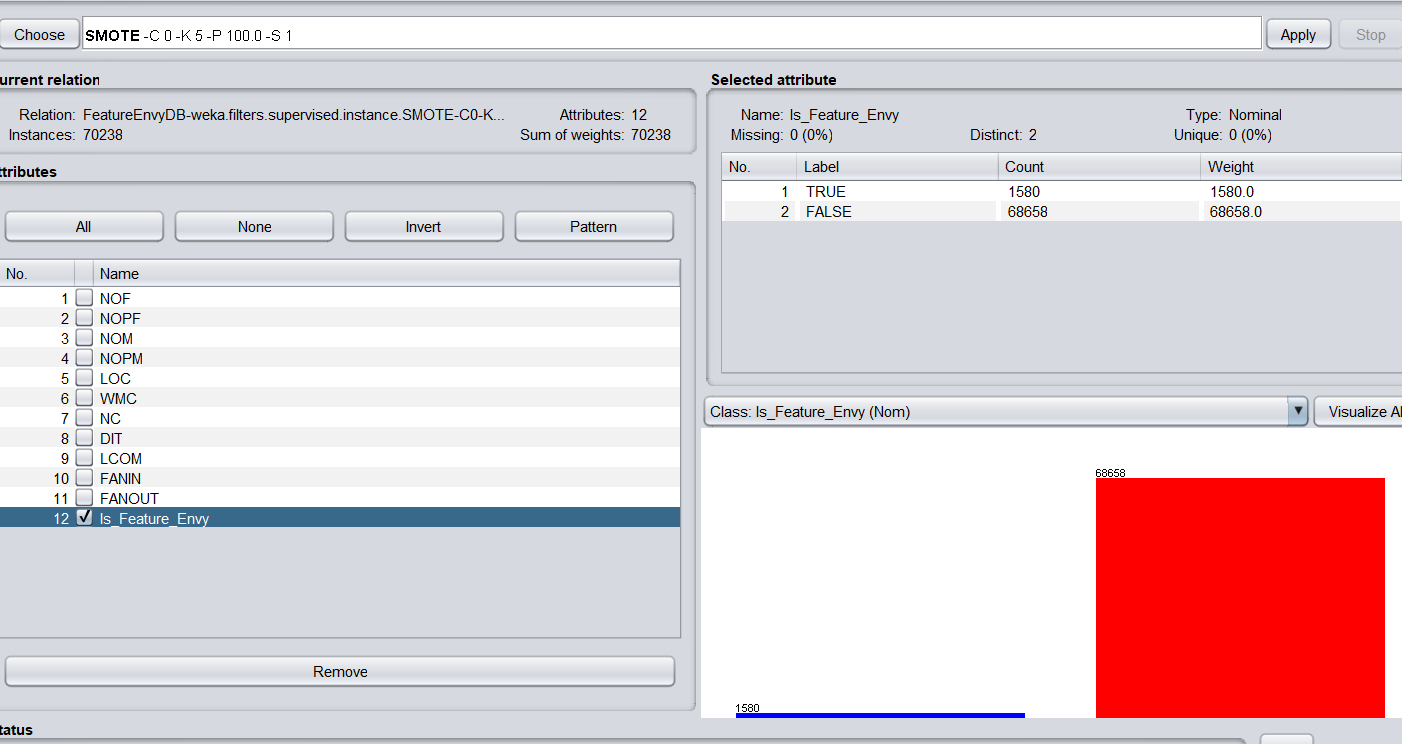 Choose SMOTE -C 0 -K 5 -P 100.0 -S 1 Apply Stop
urrent relation
Relation: FeatureEnvyDB-weka.filters.supervised.instance.SMOTE-C0-K... Attributes: 12
Instances: 70238 Sum of weights: 70238
ttributes
All None Invert Pattern
No. Name
1 NOF
2 NOPF
3 NOM
4 NOPM
5 LOC
6 WMC
7 NC
8 DIT
9 LCOM
10 FANIN
11 FANOUT
12 Is_Feature_Envy
Remove
tatus
Selected attribute
Name: Is_Feature_Envy Type: Nominal
Missing: 0 (0%) Distinct: 2 Unique: 0 (0%)
No. Label Count Weight
1 TRUE 1580 1580.0
2 FALSE 68658 68658.0
Class: Is_Feature_Envy (Nom) Visualize Al
68658
1580